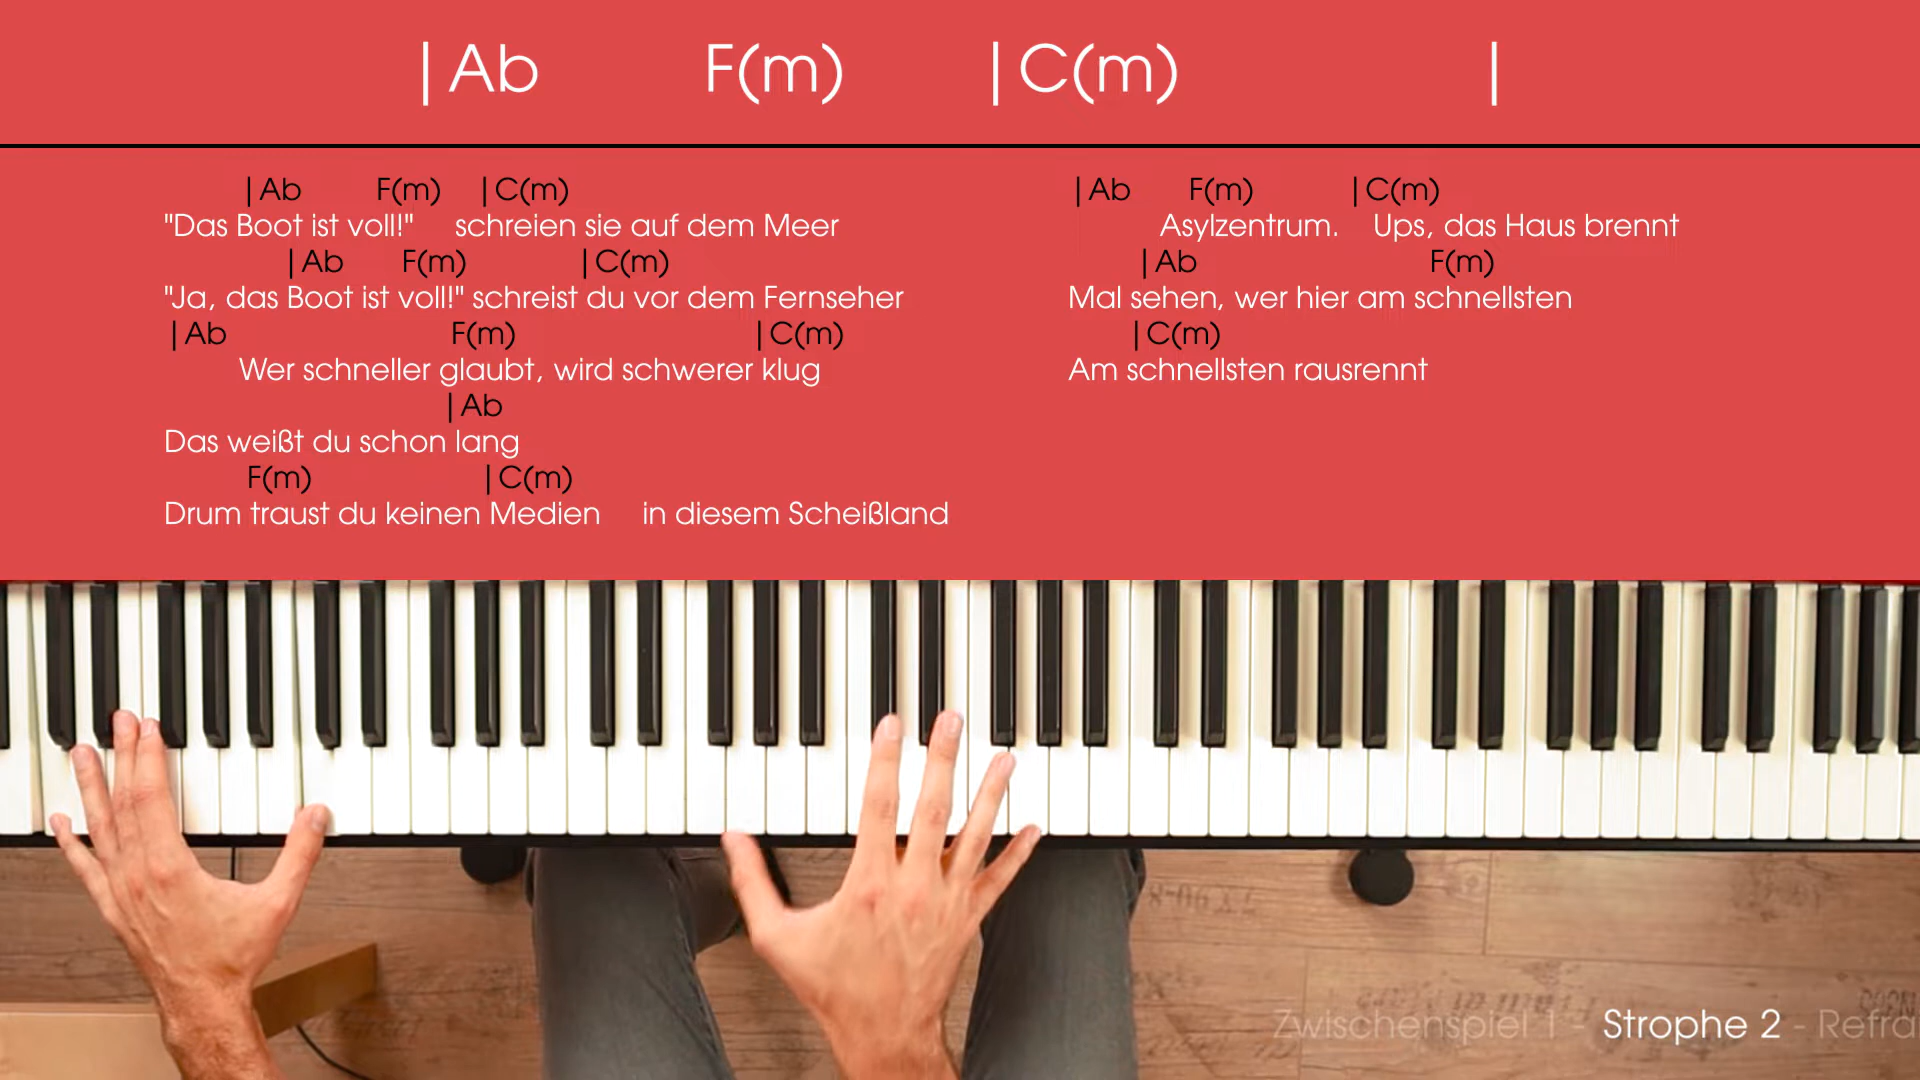 | Ab F(m) | C(m) |
| Ab F(m) | C(m)
"Das Boot ist voll!" schreien sie auf dem Meer
| Ab F(m) | C(m)
"Ja, das Boot ist voll!" schreist du vor dem Fernseher
| Ab F(m) | C(m)
Wer schneller glaubt, wird schwerer klug
| Ab
Das weißt du schon lang
F(m) | C(m)
Drum traust du keinen Medien in diesem Scheißland
| Ab F(m) | C(m)
Asylzentrum. Ups, das Haus brennt
| Ab F(m)
Mal sehen, wer hier am schnellsten
| C(m)
Am schnellsten rausrennt
Zwischenspiel 1 - Strophe 2 - Refra